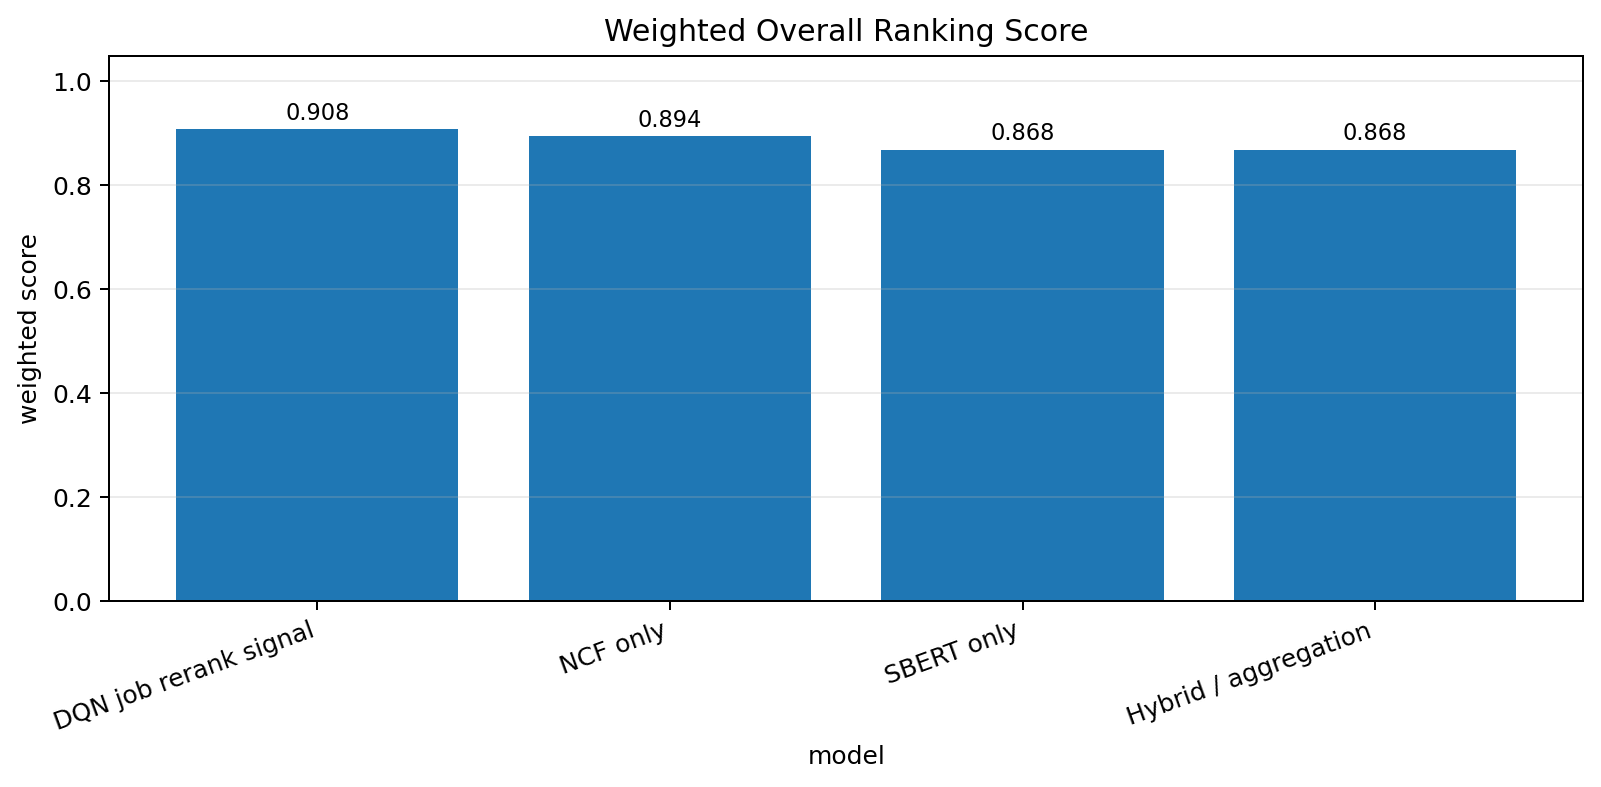 Weighted Overall Ranking Score
weighted score
1.0
0.8
0.6
0.4
0.2
0.0
0.908
0.894
0.868
0.868
DQN job rerank signal
NCF only
SBERT only
Hybrid / aggregation
model